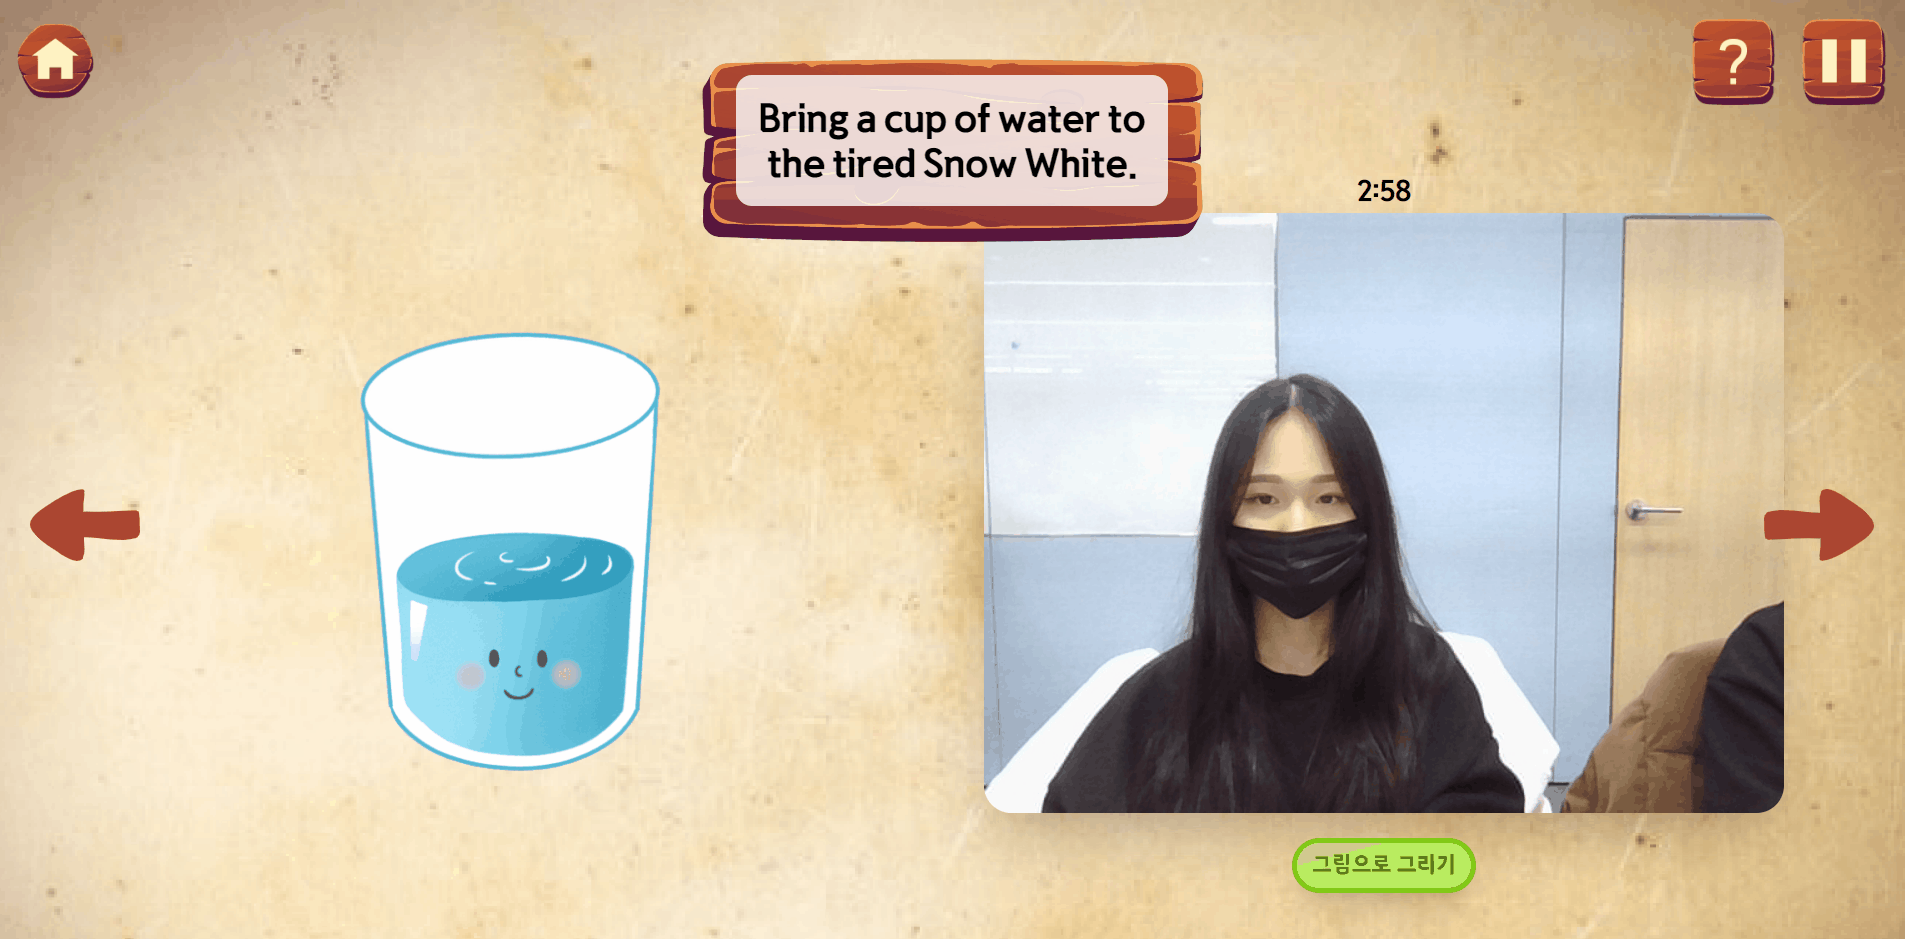 Bring a cup of water to
the tired Snow White.
?
2:58
그림으로 그리기